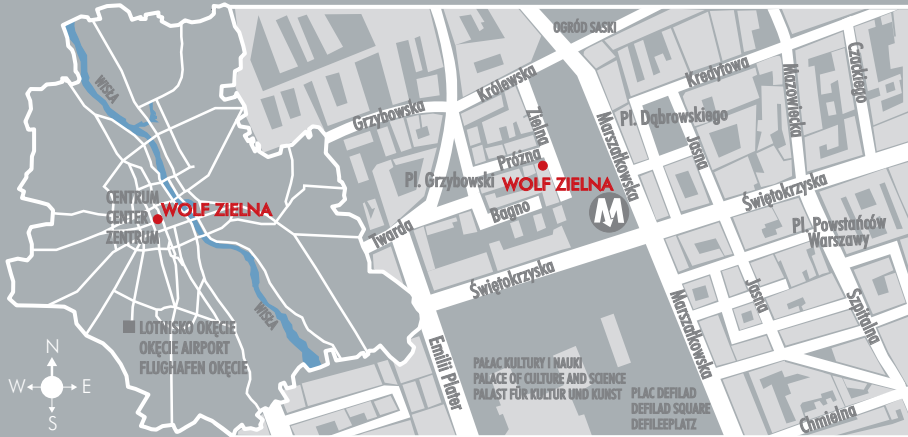 WISŁA
CENTRUM
CENTER
ZENTRUM
WOLF ZIELNA
WISŁA
LOTNISKO OKĘCIE
OKĘCIE AIRPORT
FLUGHAFEN OKĘCIE
N
W
E
S
OGRÓD SASKI
Grzybowska
Królewska
Zielna
Marszałkowska
Kredytowa
Mazowiecka
Czackiego
Pl. Dąbrowskiego
Jasna
Próżna
Pl. Grzybowski
WOLF ZIELNA
Bagno
Twarda
M
Świętokrzyska
Świętokrzyska
Pl. Powstańców
Warszawy
Jasna
Szpitalna
Marszałkowska
Emilii Plater
PAŁAC KULTURY I NAUKI
PALACE OF CULTURE AND SCIENCE
PALAST FÜR KULTUR UND KUNST
PLAC DEFILAD
DEFILAD SQUARE
DEFILEEPLATZ
Chmielna